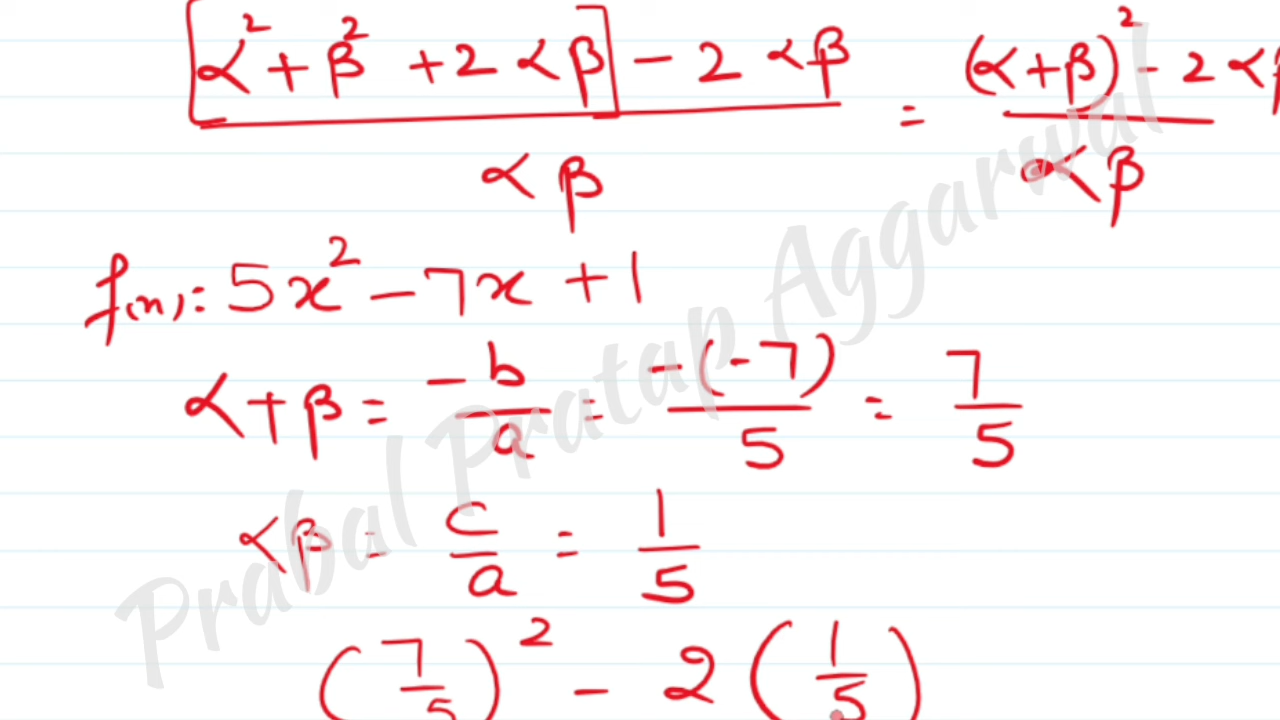 [α² + β² + 2αβ] - 2αβ / αβ = (α+β)² - 2αβ / αβ
f(x) = 5x² - 7x + 1
α+β = -b/a = -(-7)/5 = 7/5
αβ = c/a = 1/5
(7/5)² - 2(1/5)
Prabal Pratap Aggarwal